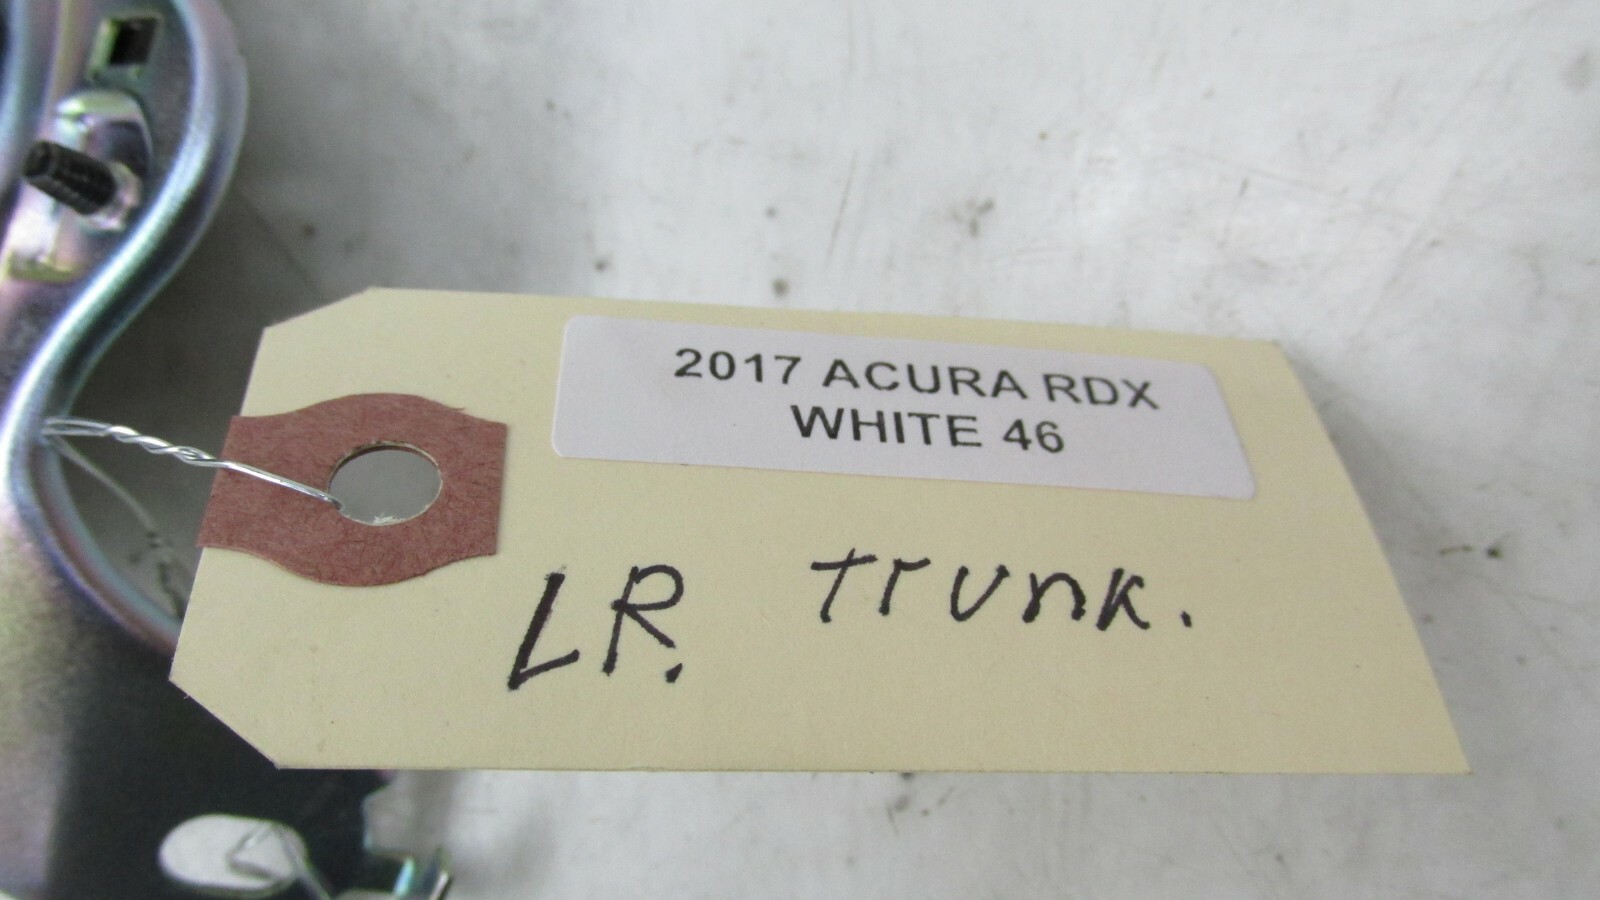 2017 ACURA RDX
WHITE 46
LR. trunk.